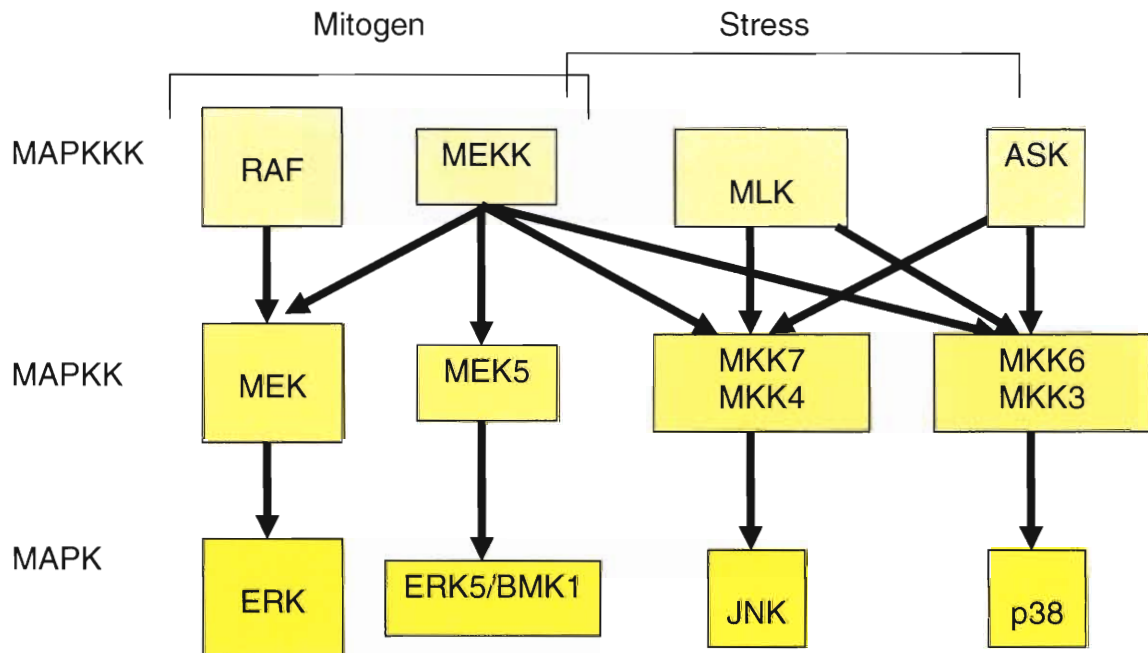 Mitogen Stress
MAPKKK RAF MEKK MLK ASK
MAPKK MEK MEK5 MKK7 MKK6
MKK4 MKK3
MAPK ERK ERK5/BMK1 JNK p38